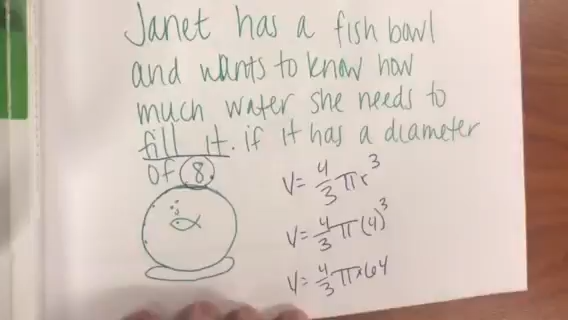 Janet has a fish bowl
and wants to know how
much water she needs to
fill it. if it has a diameter
of 8.
V = 4/3 πr³
V = 4/3 π(4)³
V = 4/3 π×64